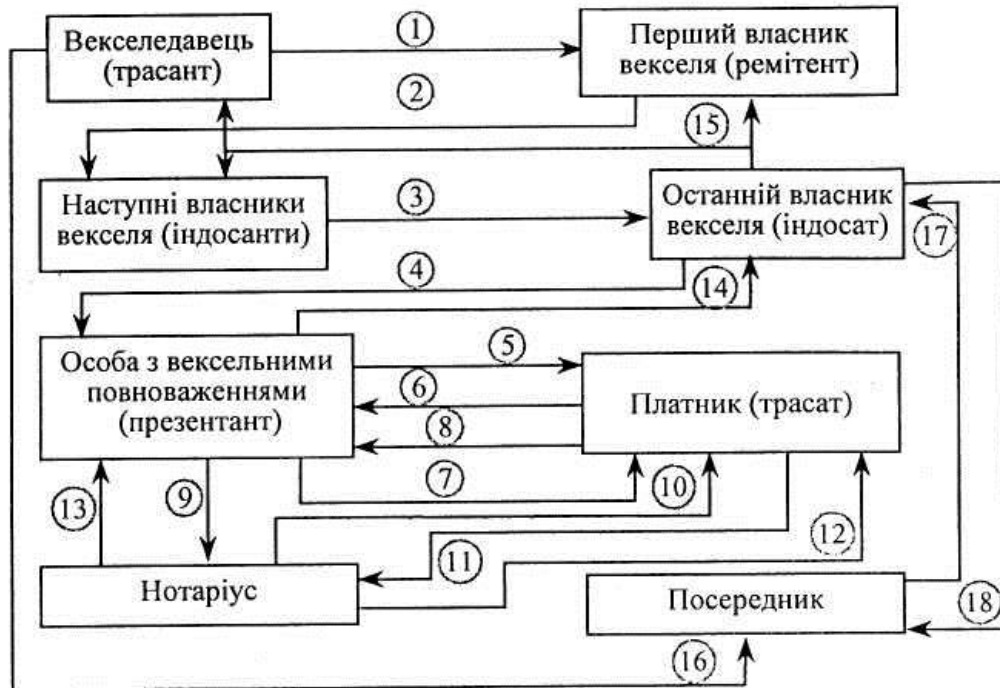 Векселедавець
(трасант)
1
Перший власник
векселя (ремітент)
2
15
Наступні власники
векселя (індосанти)
3
Останній власник
векселя (індосат)
17
4
14
Особа з вексельними
повноваженнями
(презентант)
5
6
8
7
Платник (трасат)
13
9
10
11
12
Нотаріус
Посередник
18
16